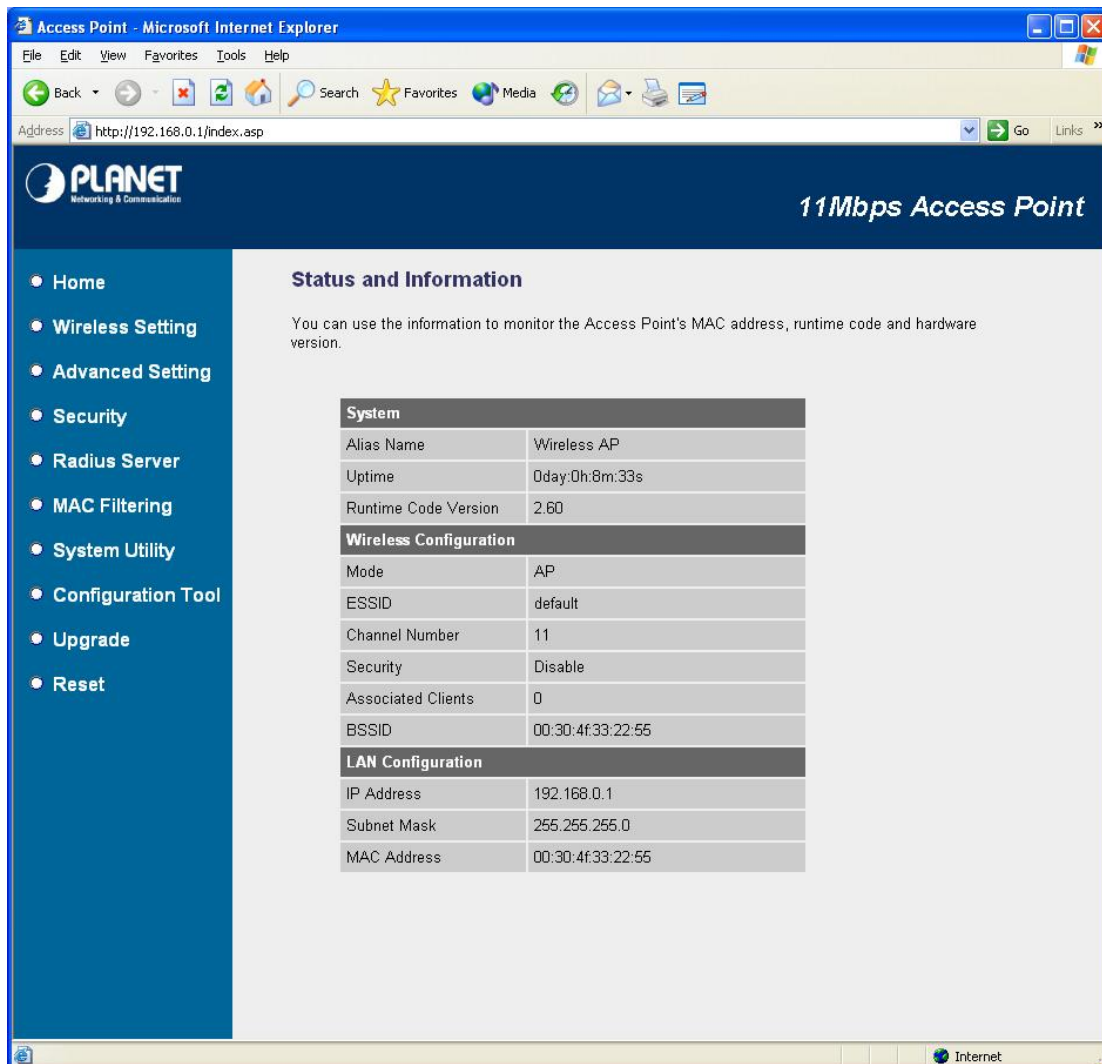 Access Point - Microsoft Internet Explorer
File Edit View Favorites Tools Help
Back Search Favorites Media
Address http://192.168.0.1/index.asp Go Links »
PLANET
Networking & Communication
11Mbps Access Point
Home
Wireless Setting
Advanced Setting
Security
Radius Server
MAC Filtering
System Utility
Configuration Tool
Upgrade
Reset
Status and Information
You can use the information to monitor the Access Point's MAC address, runtime code and hardware
version.
System
Alias Name Wireless AP
Uptime 0day:0h:8m:33s
Runtime Code Version 2.60
Wireless Configuration
Mode AP
ESSID default
Channel Number 11
Security Disable
Associated Clients 0
BSSID 00:30:4f:33:22:55
LAN Configuration
IP Address 192.168.0.1
Subnet Mask 255.255.255.0
MAC Address 00:30:4f:33:22:55
Internet